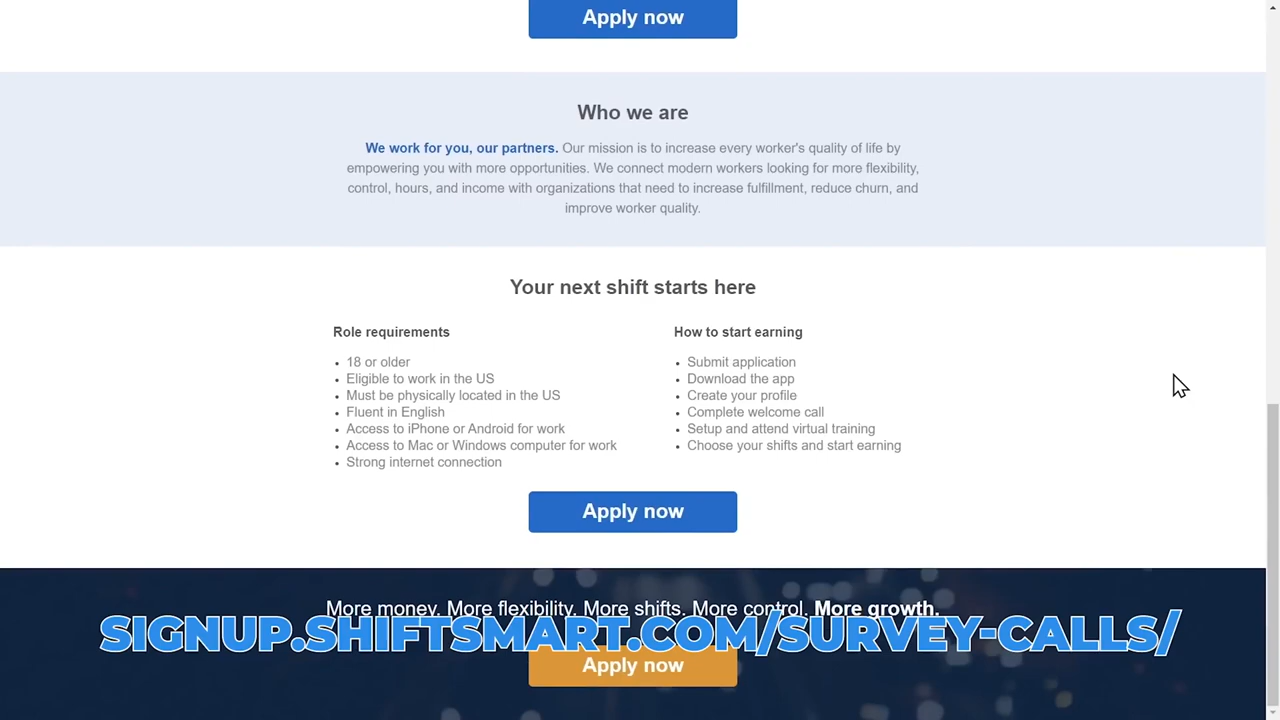 Apply now
Who we are
We work for you, our partners. Our mission is to increase every worker's quality of life by
empowering you with more opportunities. We connect modern workers looking for more flexibility,
control, hours, and income with organizations that need to increase fulfillment, reduce churn, and
improve worker quality.
Your next shift starts here
Role requirements
• 18 or older
• Eligible to work in the US
• Must be physically located in the US
• Fluent in English
• Access to iPhone or Android for work
• Access to Mac or Windows computer for work
• Strong internet connection
How to start earning
• Submit application
• Download the app
• Create your profile
• Complete welcome call
• Setup and attend virtual training
• Choose your shifts and start earning
Apply now
More money. More flexibility. More shifts. More control. More growth.
SIGNUP.SHIFTSMART.COM/SURVEY-CALLS/
Apply now